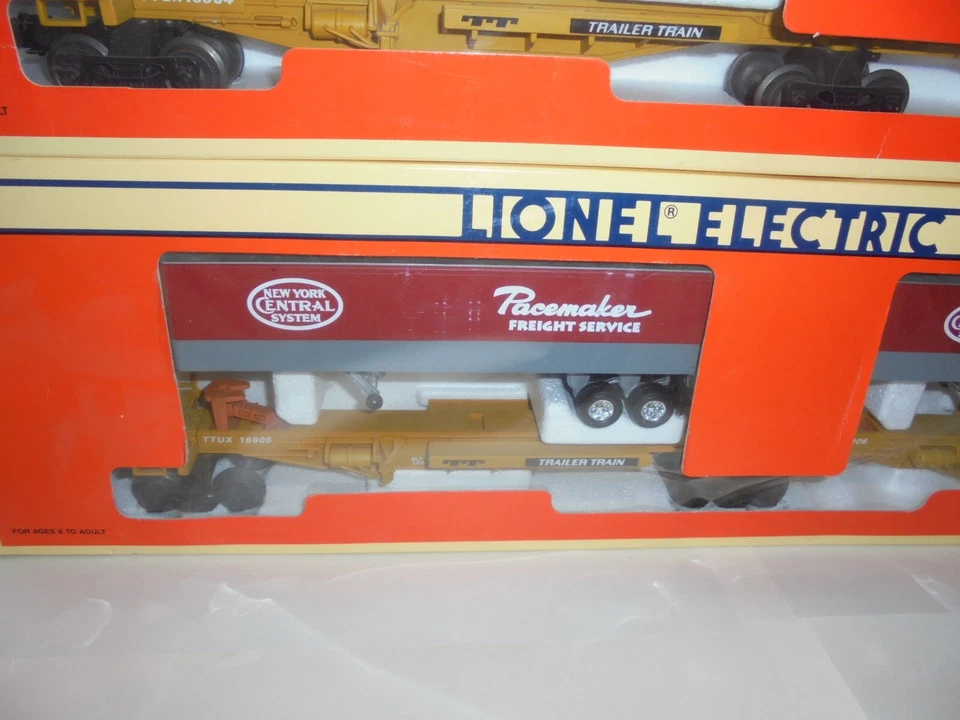 TRAILER TRAIN
LIONEL® ELECTRIC
NEW YORK
CENTRAL
SYSTEM
Pacemaker
FREIGHT SERVICE
TTUX 16905
TRAILER TRAIN
FOR AGES 8 TO ADULT